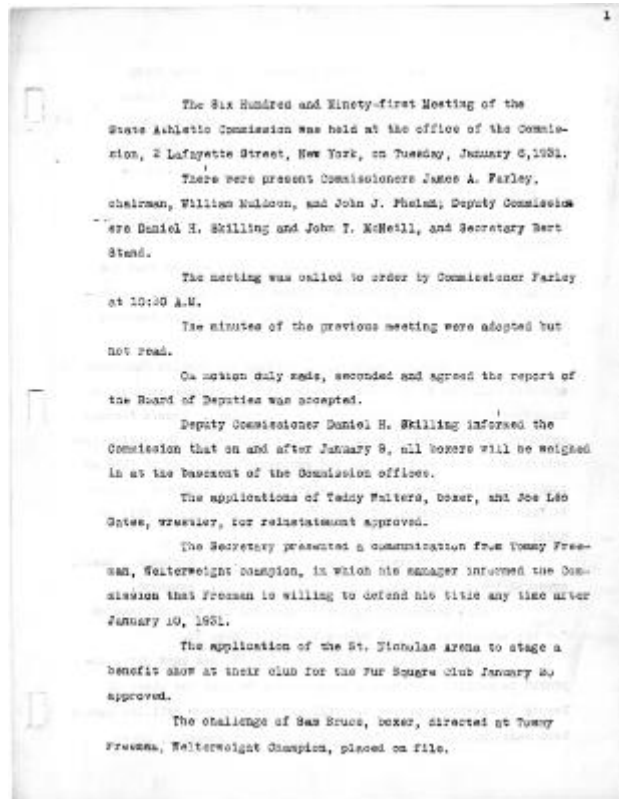 1
The Six Hundred and Ninety-first Meeting of the
State Athletic Commission was held at the office of the Commis-
sion, 2 Lafayette Street, New York, on Tuesday, January 6,1931.
There were present Commissioners James A. Farley,
chairman, William Muldoon, and John J. Phelan; Deputy Commission
ers Daniel H. Skilling and John T. McNeill, and Secretary Bert
Stand.
The meeting was called to order by Commissioner Farley
at 10:30 A.M.
The minutes of the previous meeting were adopted but
not read.
On motion duly made, seconded and agreed the report of
the Board of Deputies was accepted.
Deputy Commissioner Daniel H. Skilling informed the
Commission that on and after January 9, all boxers will be weighed
in at the basement of the Commission offices.
The applications of Teddy Walters, boxer, and Joe Leo
Gates, wrestler, for reinstatement approved.
The Secretary presented a communication from Tommy Free-
man, Welterweight champion, in which his manager informed the Com-
mission that Freeman is willing to defend his title any time after
January 10, 1931.
The application of the St. Nicholas Arena to stage a
benefit show at their club for the Fur Square Club January
approved.
The challenge of Sam Bruce, boxer, directed at Tommy
Freeman, Welterweight Champion, placed on file.